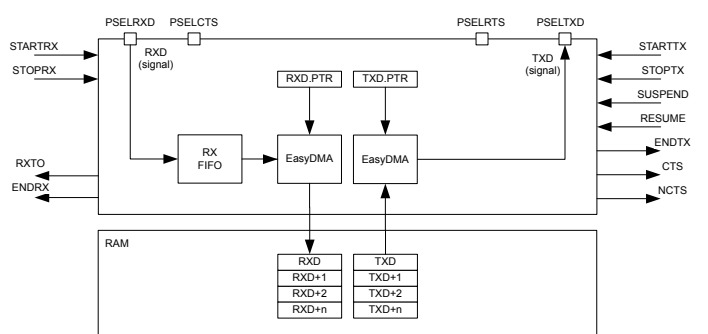 PSELRXD
PSELCTS
PSELRTS
PSELTXD
STARTRX
STOPRX
RXD
(signal)
RXD.PTR
TXD.PTR
TXD
(signal)
STARTTX
STOPTX
SUSPEND
RESUME
RX
FIFO
EasyDMA
EasyDMA
RXTO
ENDRX
ENDTX
CTS
NCTS
RAM
RXD
RXD+1
RXD+2
RXD+n
TXD
TXD+1
TXD+2
TXD+n